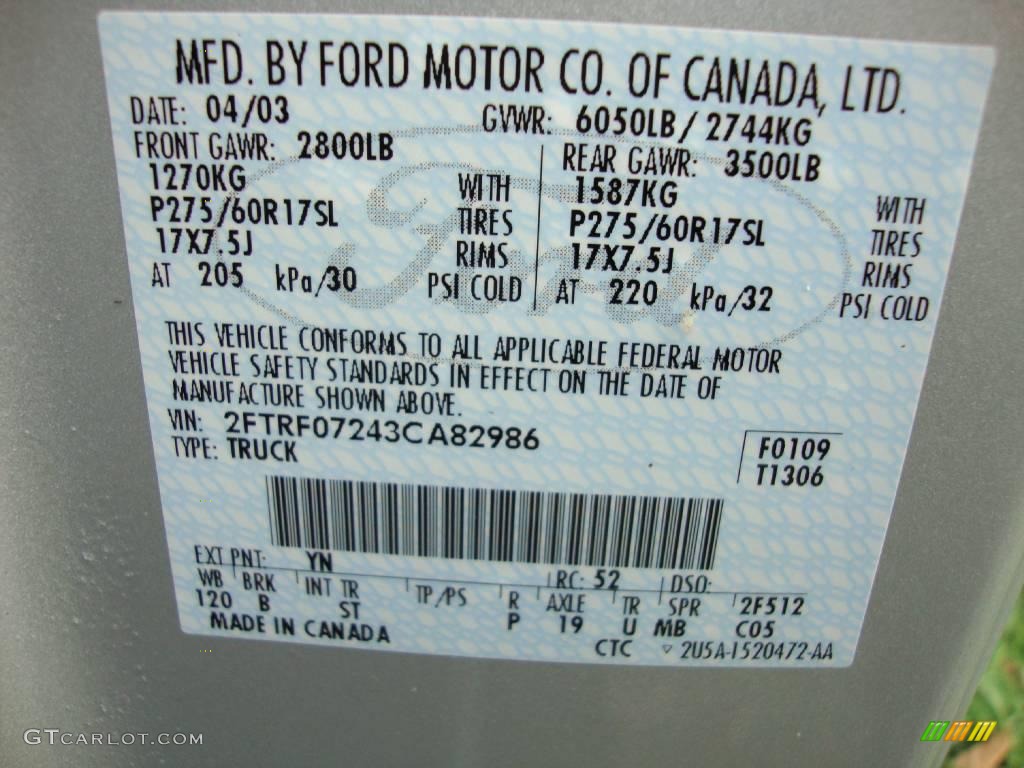 MFD. BY FORD MOTOR CO. OF CANADA, LTD.
DATE: 04/03 GVWR: 6050LB/2744KG
FRONT GAWR: 2800LB REAR GAWR: 3500LB
1270KG WITH 1587KG WITH
P275/60R17SL TIRES P275/60R17SL TIRES
17X7.5J RIMS 17X7.5J RIMS
AT 205 kPa/30 PSI COLD AT 220 kPa/32 PSI COLD
Ford
THIS VEHICLE CONFORMS TO ALL APPLICABLE FEDERAL MOTOR
VEHICLE SAFETY STANDARDS IN EFFECT ON THE DATE OF
MANUFACTURE SHOWN ABOVE.
VIN: 2FTRF07243CA82986
TYPE: TRUCK
F0109
T1306
EXT PNT: YN RC: 52 DSO:
WB BRK INT TR TP/PS R AXLE TR SPR 2F512
120 B ST P 19 U MB C05
MADE IN CANADA
CTC ▽ 2U5A-1520472-AA
GTCARLOT.COM